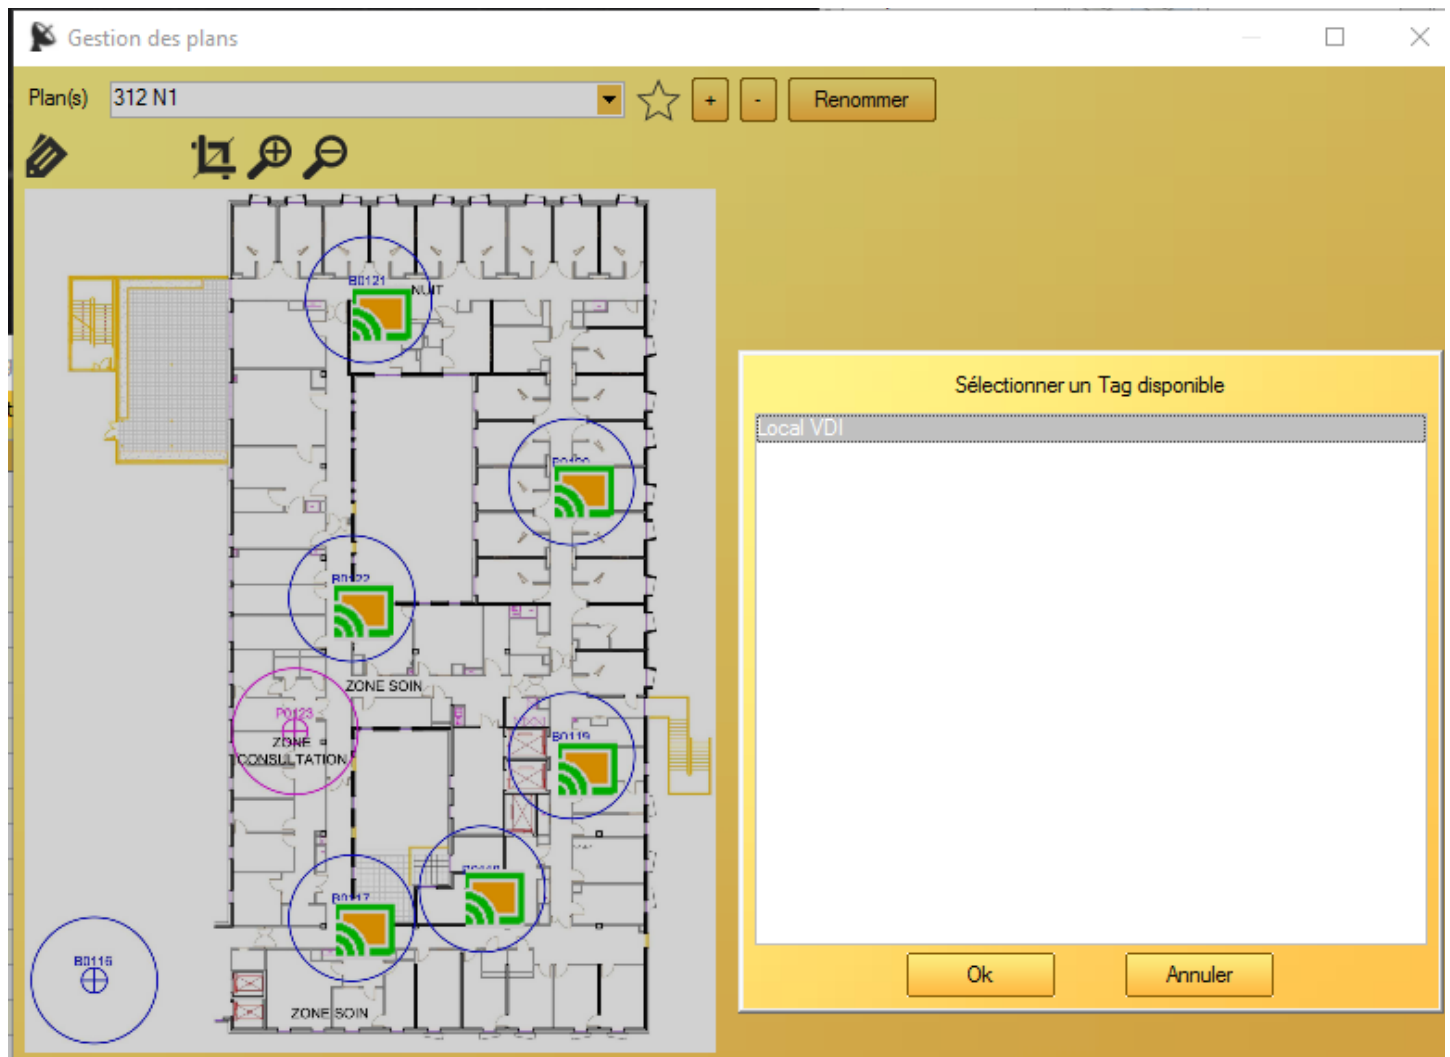 Gestion des plans
Plan(s)
312 N1
+
-
Renommer
B0121
NUIT
B0122
ZONE SOIN
P0123
ZONE
CONSULTATION
B0119
B0117
B0116
ZONE SOIN
Sélectionner un Tag disponible
Local VDI
Ok
Annuler